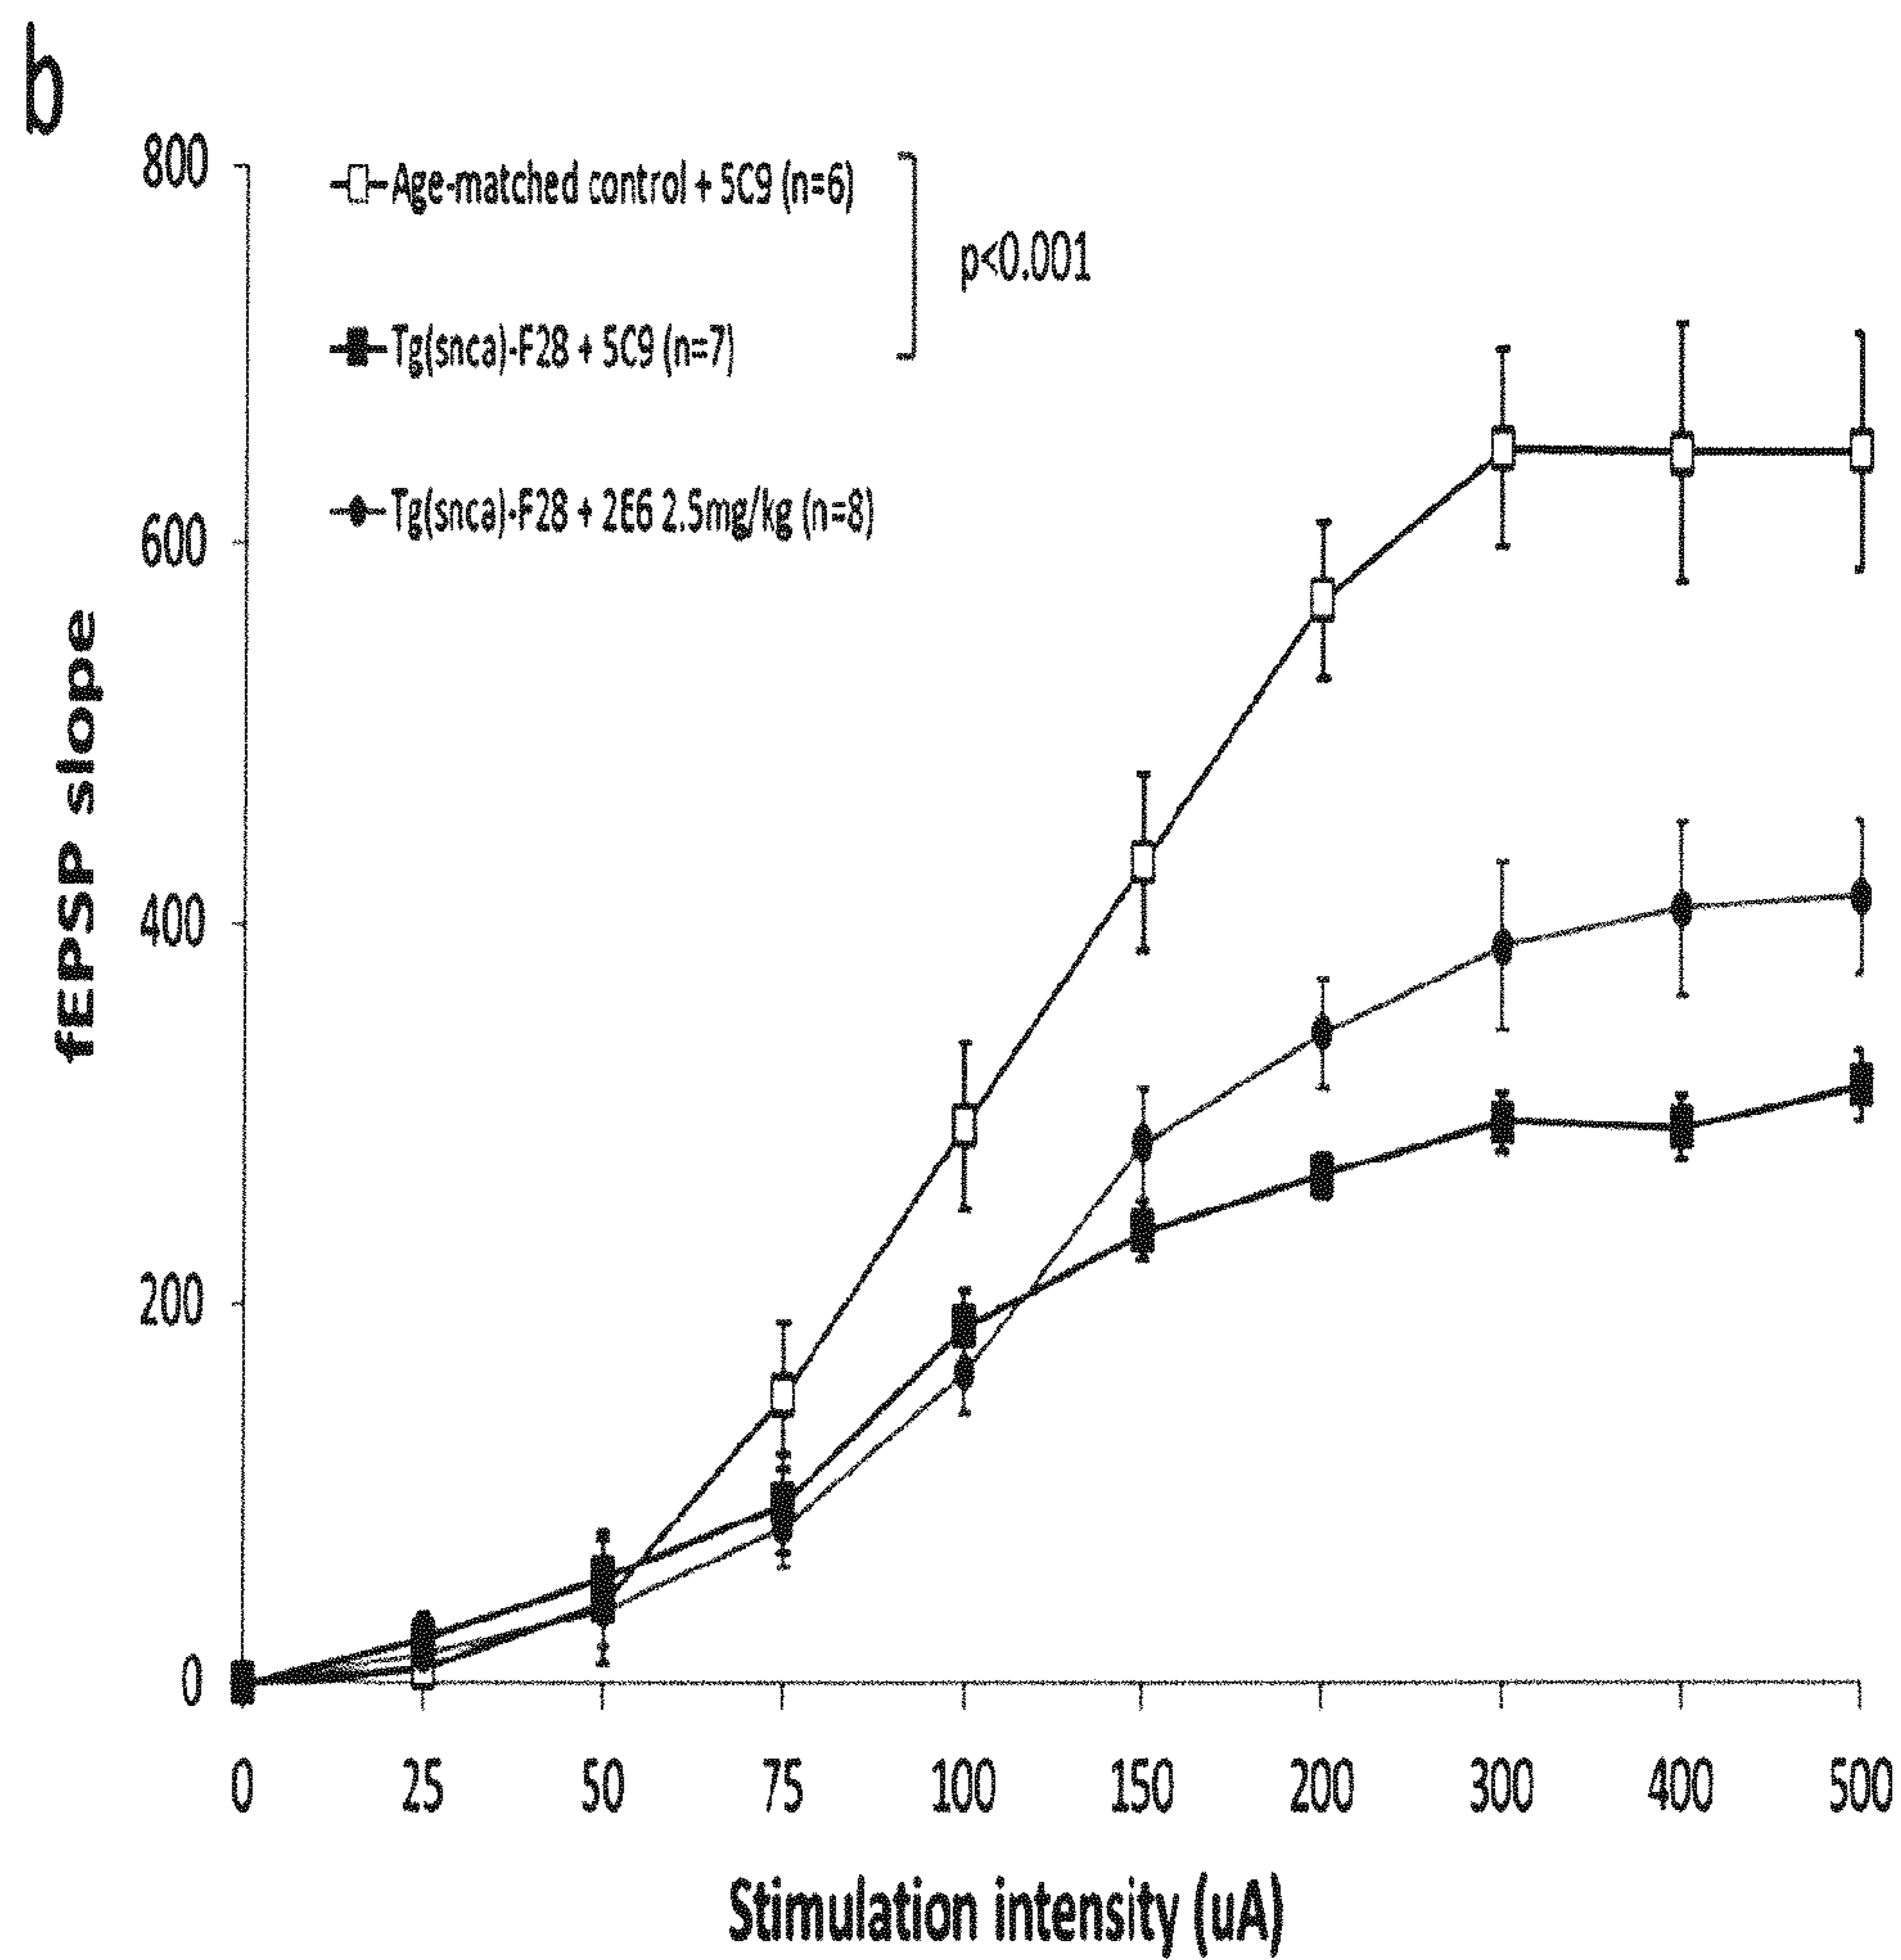 b
800
600
400
200
0
fEPSP slope
Age-matched control + 5C9 (n=6)
Tg(snca)-F28 + 5C9 (n=7)
Tg(snca)-F28 + 2E6 2.5mg/kg (n=8)
p<0.001
0 25 50 75 100 150 200 300 400 500
Stimulation intensity (uA)